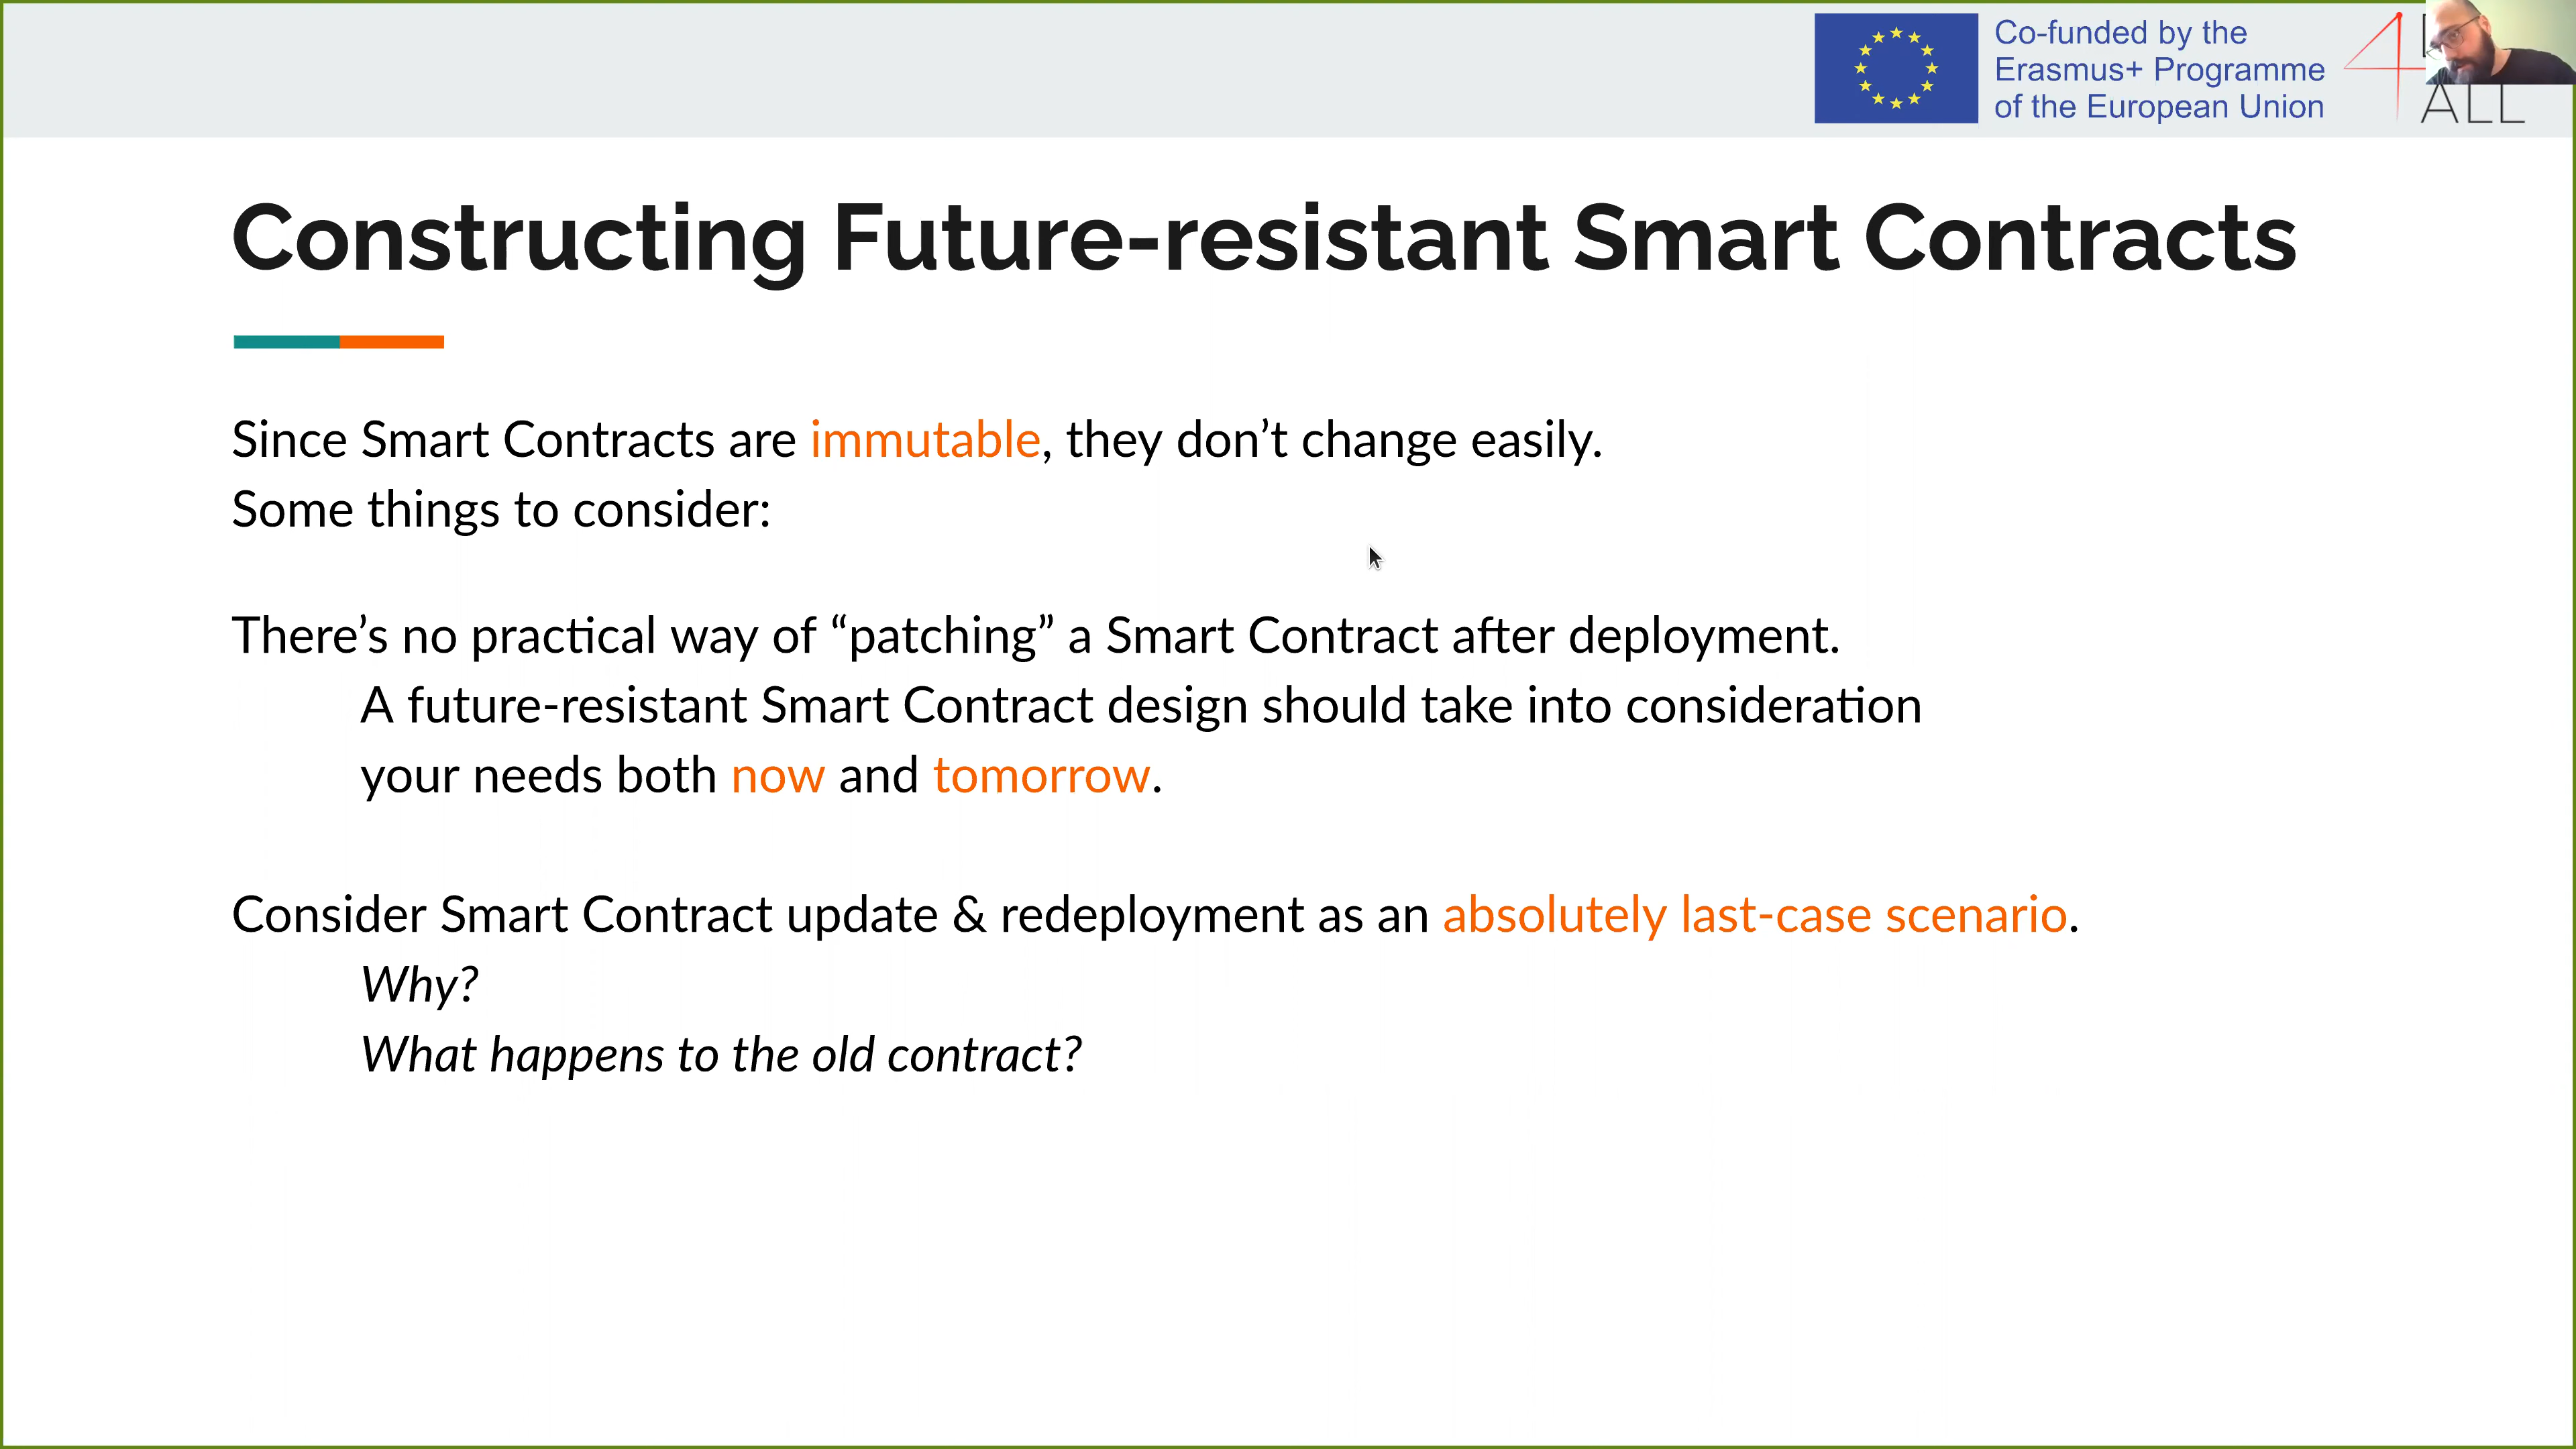 Co-funded by the
Erasmus+ Programme
of the European Union
4
ALL
Constructing Future-resistant Smart Contracts
Since Smart Contracts are immutable, they don’t change easily.
Some things to consider:
There’s no practical way of “patching” a Smart Contract after deployment.
A future-resistant Smart Contract design should take into consideration
your needs both now and tomorrow.
Consider Smart Contract update & redeployment as an absolutely last-case scenario.
Why?
What happens to the old contract?